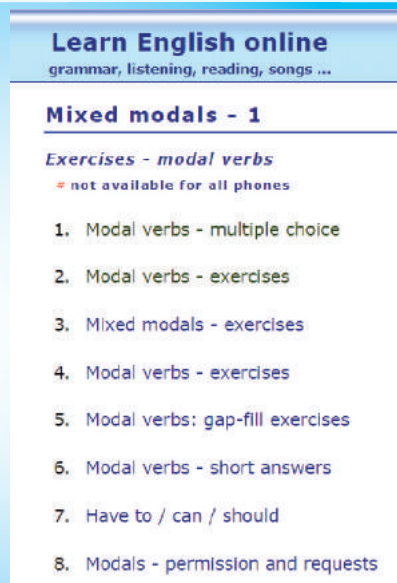 Learn English online
grammar, listening, reading, songs ...
Mixed modals - 1
Exercises - modal verbs
# not available for all phones
1. Modal verbs - multiple choice
2. Modal verbs - exercises
3. Mixed modals - exercises
4. Modal verbs - exercises
5. Modal verbs: gap-fill exercises
6. Modal verbs - short answers
7. Have to / can / should
8. Modals - permission and requests